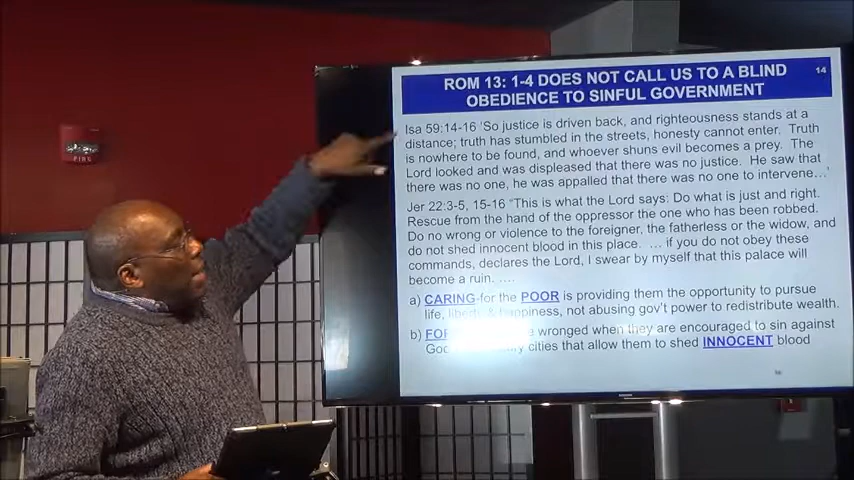 ROM 13: 1-4 DOES NOT CALL US TO A BLIND
OBEDIENCE TO SINFUL GOVERNMENT
14
Isa 59:14-16 'So justice is driven back, and righteousness stands at a
distance; truth has stumbled in the streets, honesty cannot enter. Truth
is nowhere to be found, and whoever shuns evil becomes a prey. The
Lord looked and was displeased that there was no justice. He saw that
there was no one, he was appalled that there was no one to intervene…'
Jer 22:3-5, 15-16 "This is what the Lord says: Do what is just and right.
Rescue from the hand of the oppressor the one who has been robbed.
Do no wrong or violence to the foreigner, the fatherless or the widow, and
do not shed innocent blood in this place. … if you do not obey these
commands, declares the Lord, I swear by myself that this palace will
become a ruin. ….
a) CARING for the POOR is providing them the opportunity to pursue
life, liberty & happiness, not abusing gov't power to redistribute wealth.
b) wronged when they are encouraged to sin against
cities that allow them to shed INNOCENT blood